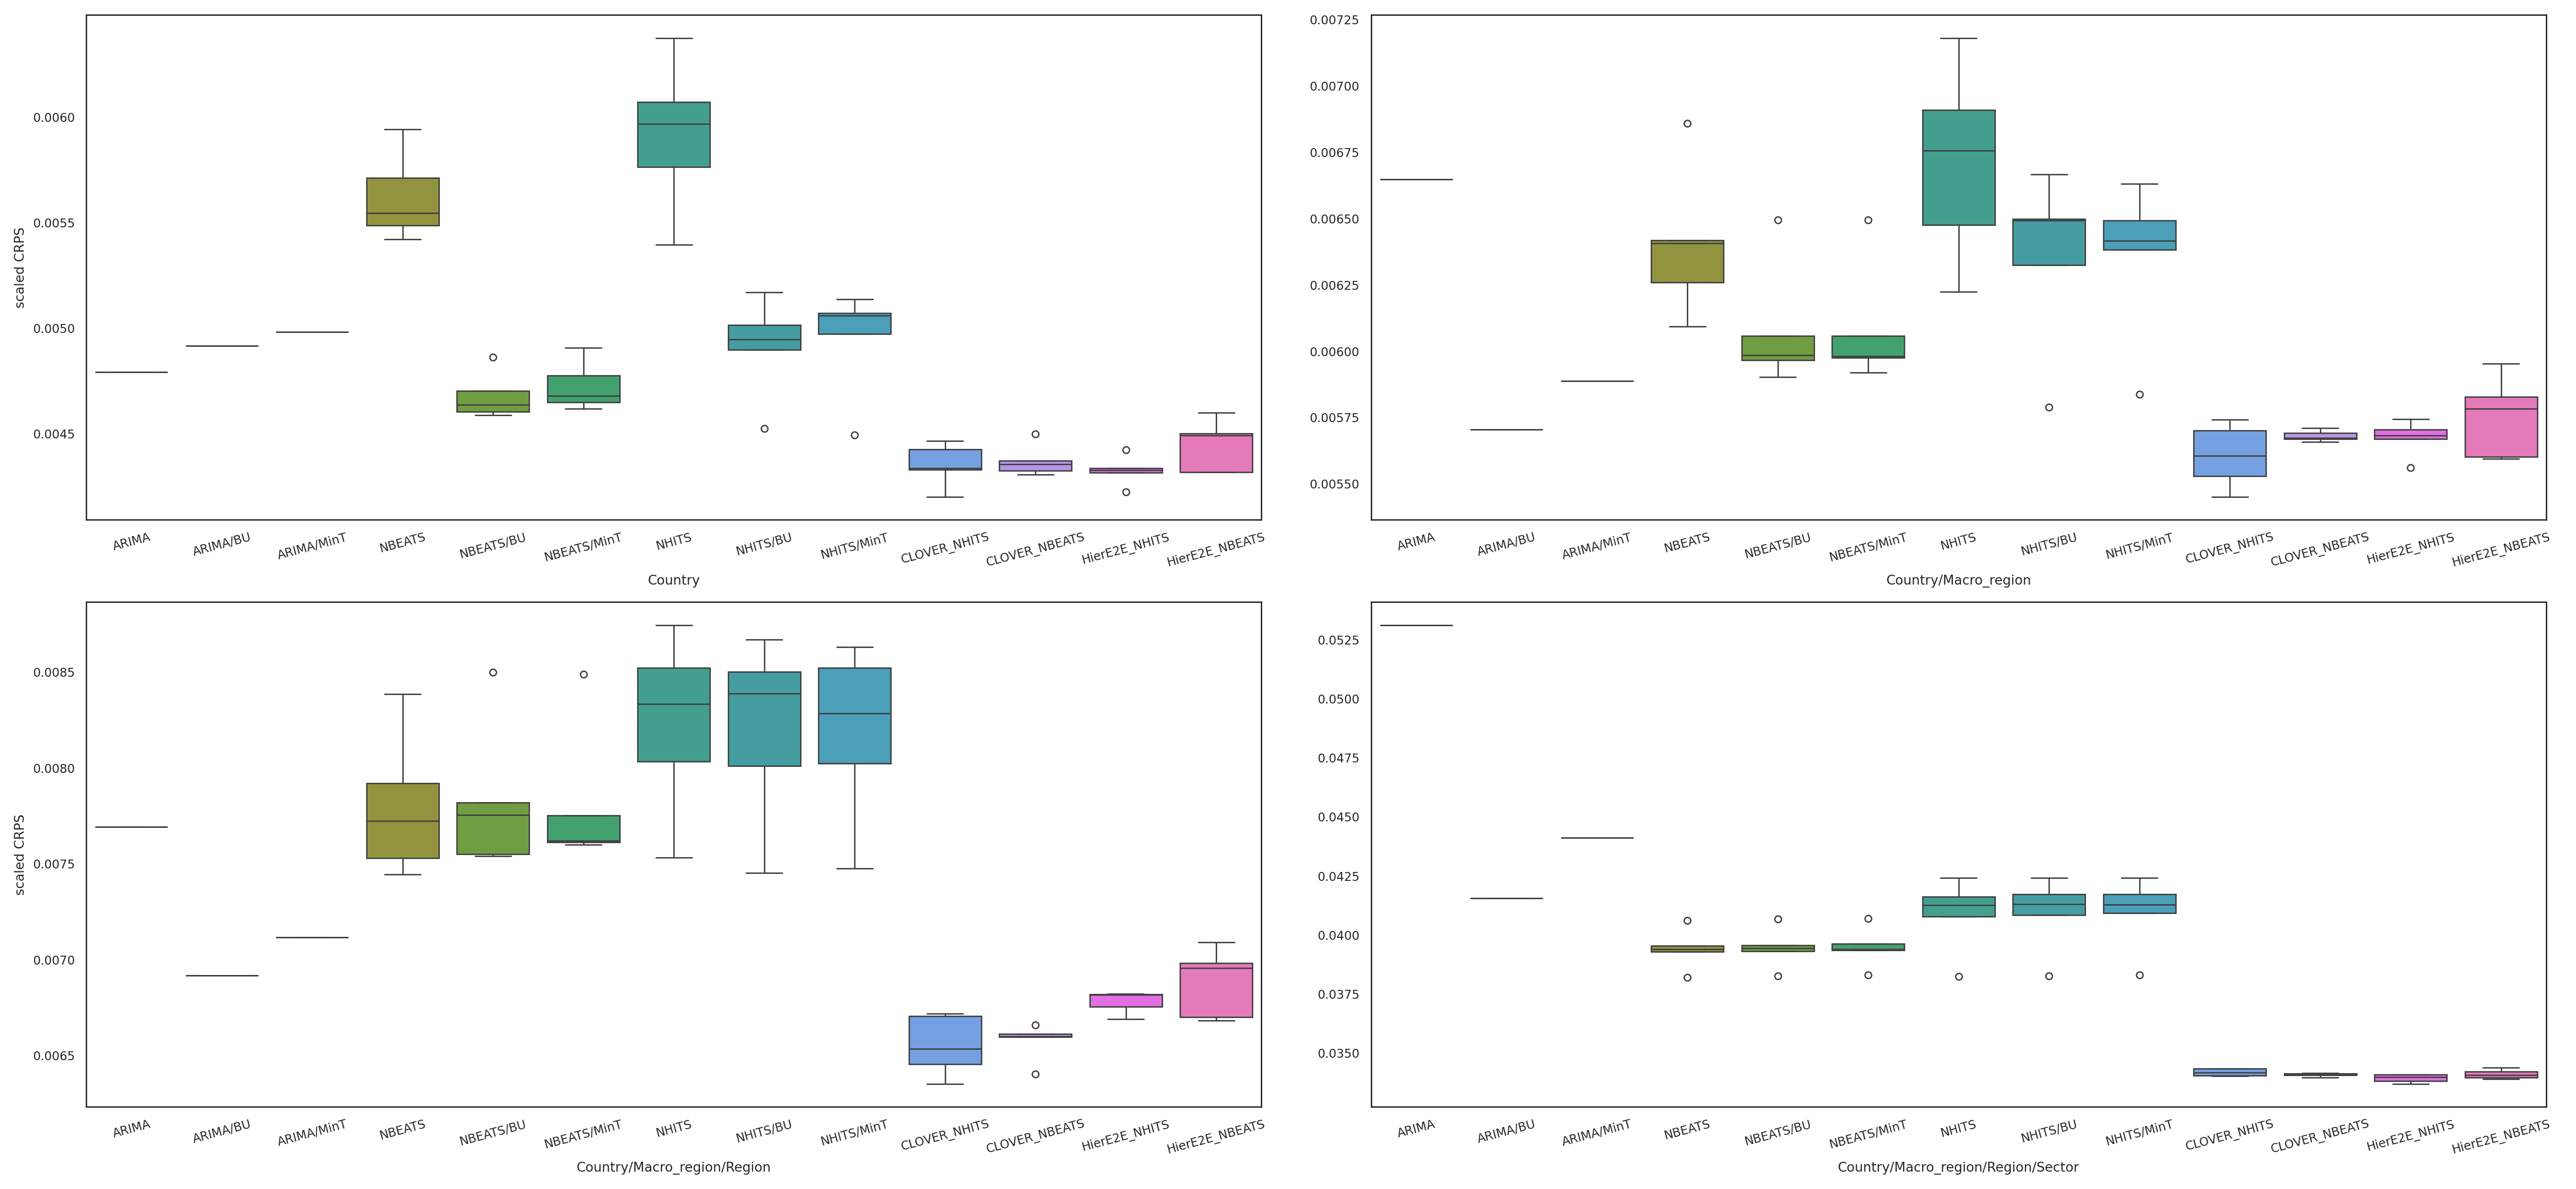 scaled CRPS
0.0060
0.0055
0.0050
0.0045
ARIMA
ARIMA/BU
ARIMA/MinT
NBEATS
NBEATS/BU
NBEATS/MinT
NHITS
NHITS/BU
NHITS/MinT
CLOVER_NHITS
CLOVER_NBEATS
HierE2E_NHITS
HierE2E_NBEATS
Country
0.00725
0.00700
0.00675
0.00650
0.00625
0.00600
0.00575
0.00550
ARIMA
ARIMA/BU
ARIMA/MinT
NBEATS
NBEATS/BU
NBEATS/MinT
NHITS
NHITS/BU
NHITS/MinT
CLOVER_NHITS
CLOVER_NBEATS
HierE2E_NHITS
HierE2E_NBEATS
Country/Macro_region
scaled CRPS
0.0085
0.0080
0.0075
0.0070
0.0065
ARIMA
ARIMA/BU
ARIMA/MinT
NBEATS
NBEATS/BU
NBEATS/MinT
NHITS
NHITS/BU
NHITS/MinT
CLOVER_NHITS
CLOVER_NBEATS
HierE2E_NHITS
HierE2E_NBEATS
Country/Macro_region/Region
0.0525
0.0500
0.0475
0.0450
0.0425
0.0400
0.0375
0.0350
ARIMA
ARIMA/BU
ARIMA/MinT
NBEATS
NBEATS/BU
NBEATS/MinT
NHITS
NHITS/BU
NHITS/MinT
CLOVER_NHITS
CLOVER_NBEATS
HierE2E_NHITS
HierE2E_NBEATS
Country/Macro_region/Region/Sector